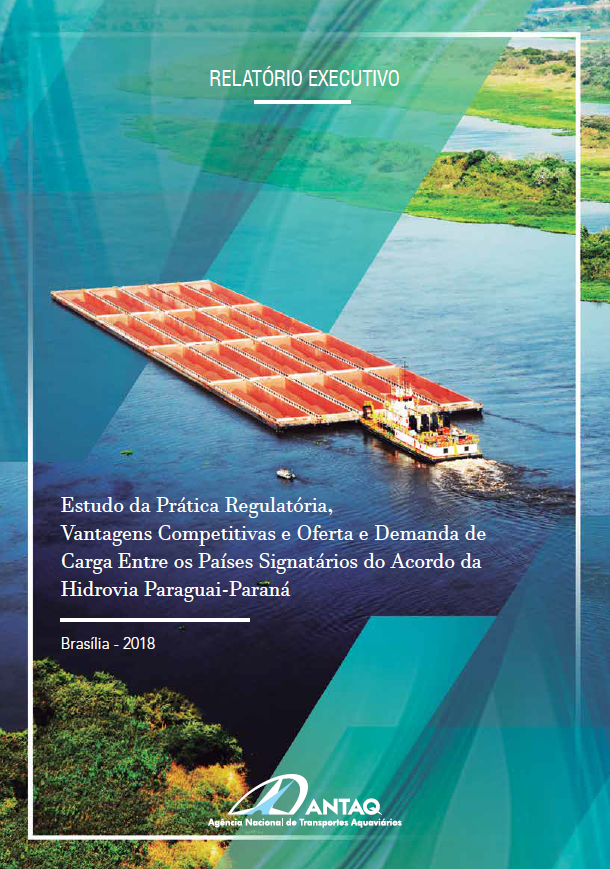 RELATÓRIO EXECUTIVO
Estudo da Prática Regulatória,
Vantagens Competitivas e Oferta e Demanda de
Carga Entre os Países Signatários do Acordo da
Hidrovia Paraguai-Paraná
Brasília - 2018
ANTAQ
Agência Nacional de Transportes Aquaviários